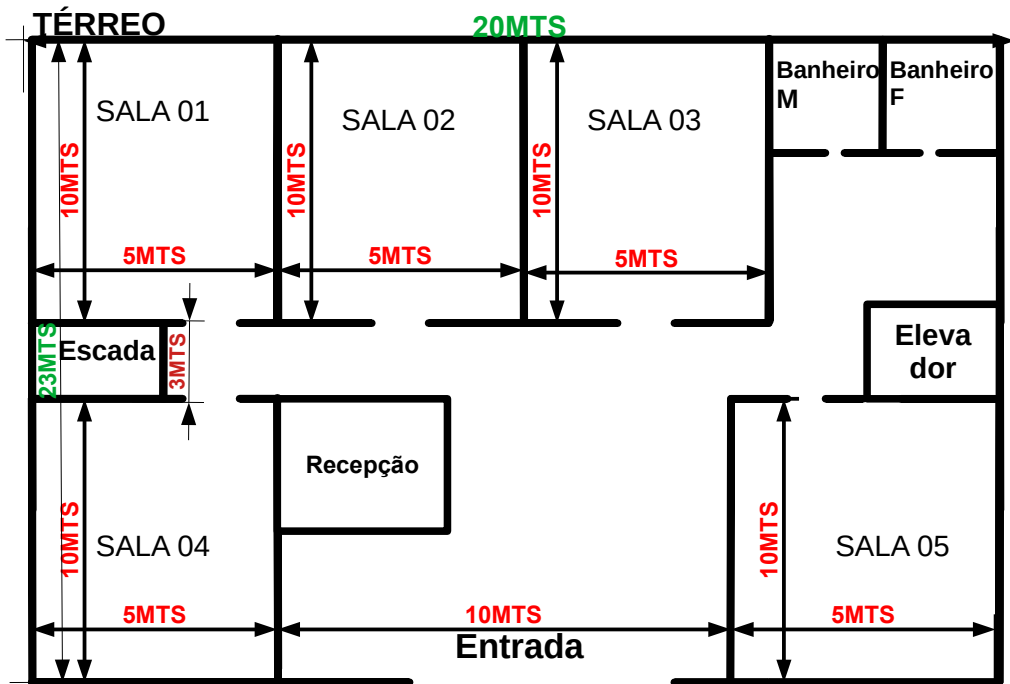 TÉRREO
20MTS
SALA 01
SALA 02
SALA 03
Banheiro
M
Banheiro
F
10MTS
10MTS
10MTS
5MTS
5MTS
5MTS
23MTS
Escada
3MTS
Eleva
dor
Recepção
10MTS
SALA 04
10MTS
SALA 05
5MTS
10MTS
5MTS
Entrada